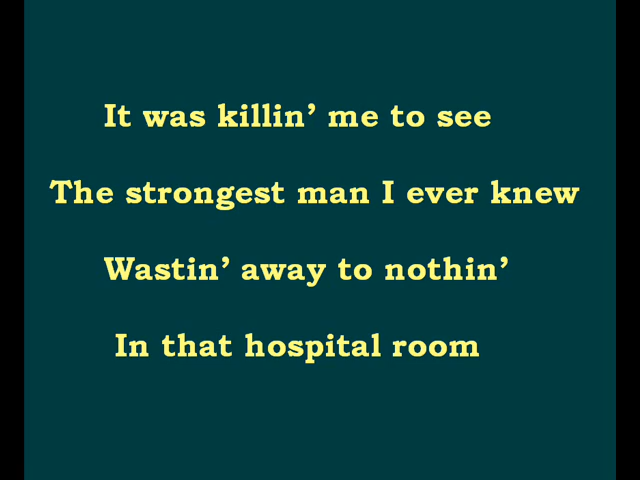 It was killin’ me to see
The strongest man I ever knew
Wastin’ away to nothin’
In that hospital room